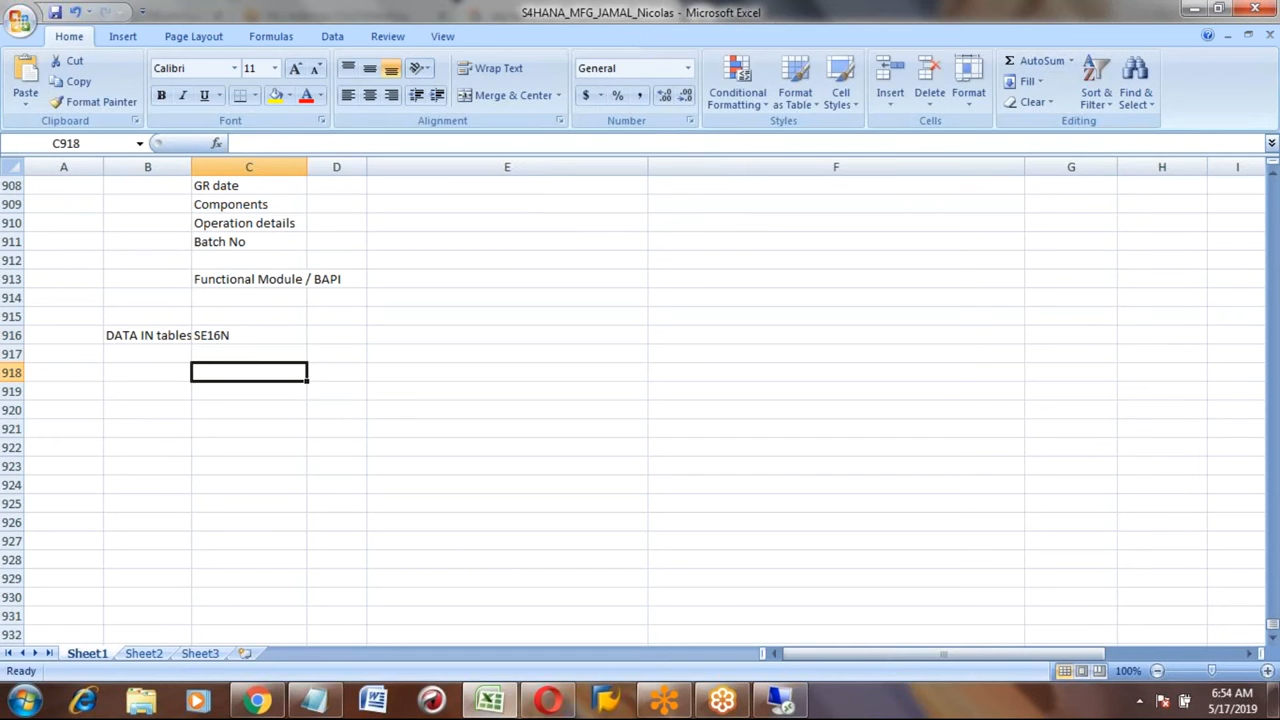 S4HANA_MFG_JAMAL_Nicolas - Microsoft Excel
Home Insert Page Layout Formulas Data Review View
Cut
Copy
Format Painter
Paste
Clipboard
Calibri 11
B I U
Font
Wrap Text
Merge & Center
Alignment
General
$ % ,
Number
Conditional Formatting
Format as Table
Cell Styles
Styles
Insert Delete Format
Cells
AutoSum
Fill
Clear
Sort & Filter
Find & Select
Editing
C918 fx
A B C D E F G H I
908 GR date
909 Components
910 Operation details
911 Batch No
912
913 Functional Module / BAPI
914
915
916 DATA IN tables SE16N
917
918
919
920
921
922
923
924
925
926
927
928
929
930
931
932
Sheet1 Sheet2 Sheet3
Ready 100%
6:54 AM
5/17/2019